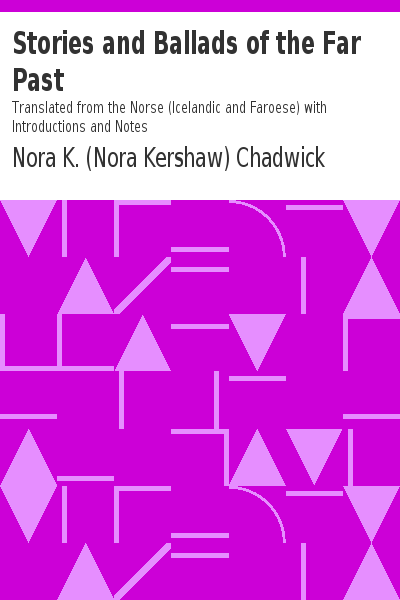 Stories and Ballads of the Far
Past
Translated from the Norse (Icelandic and Faroese) with
Introductions and Notes
Nora K. (Nora Kershaw) Chadwick